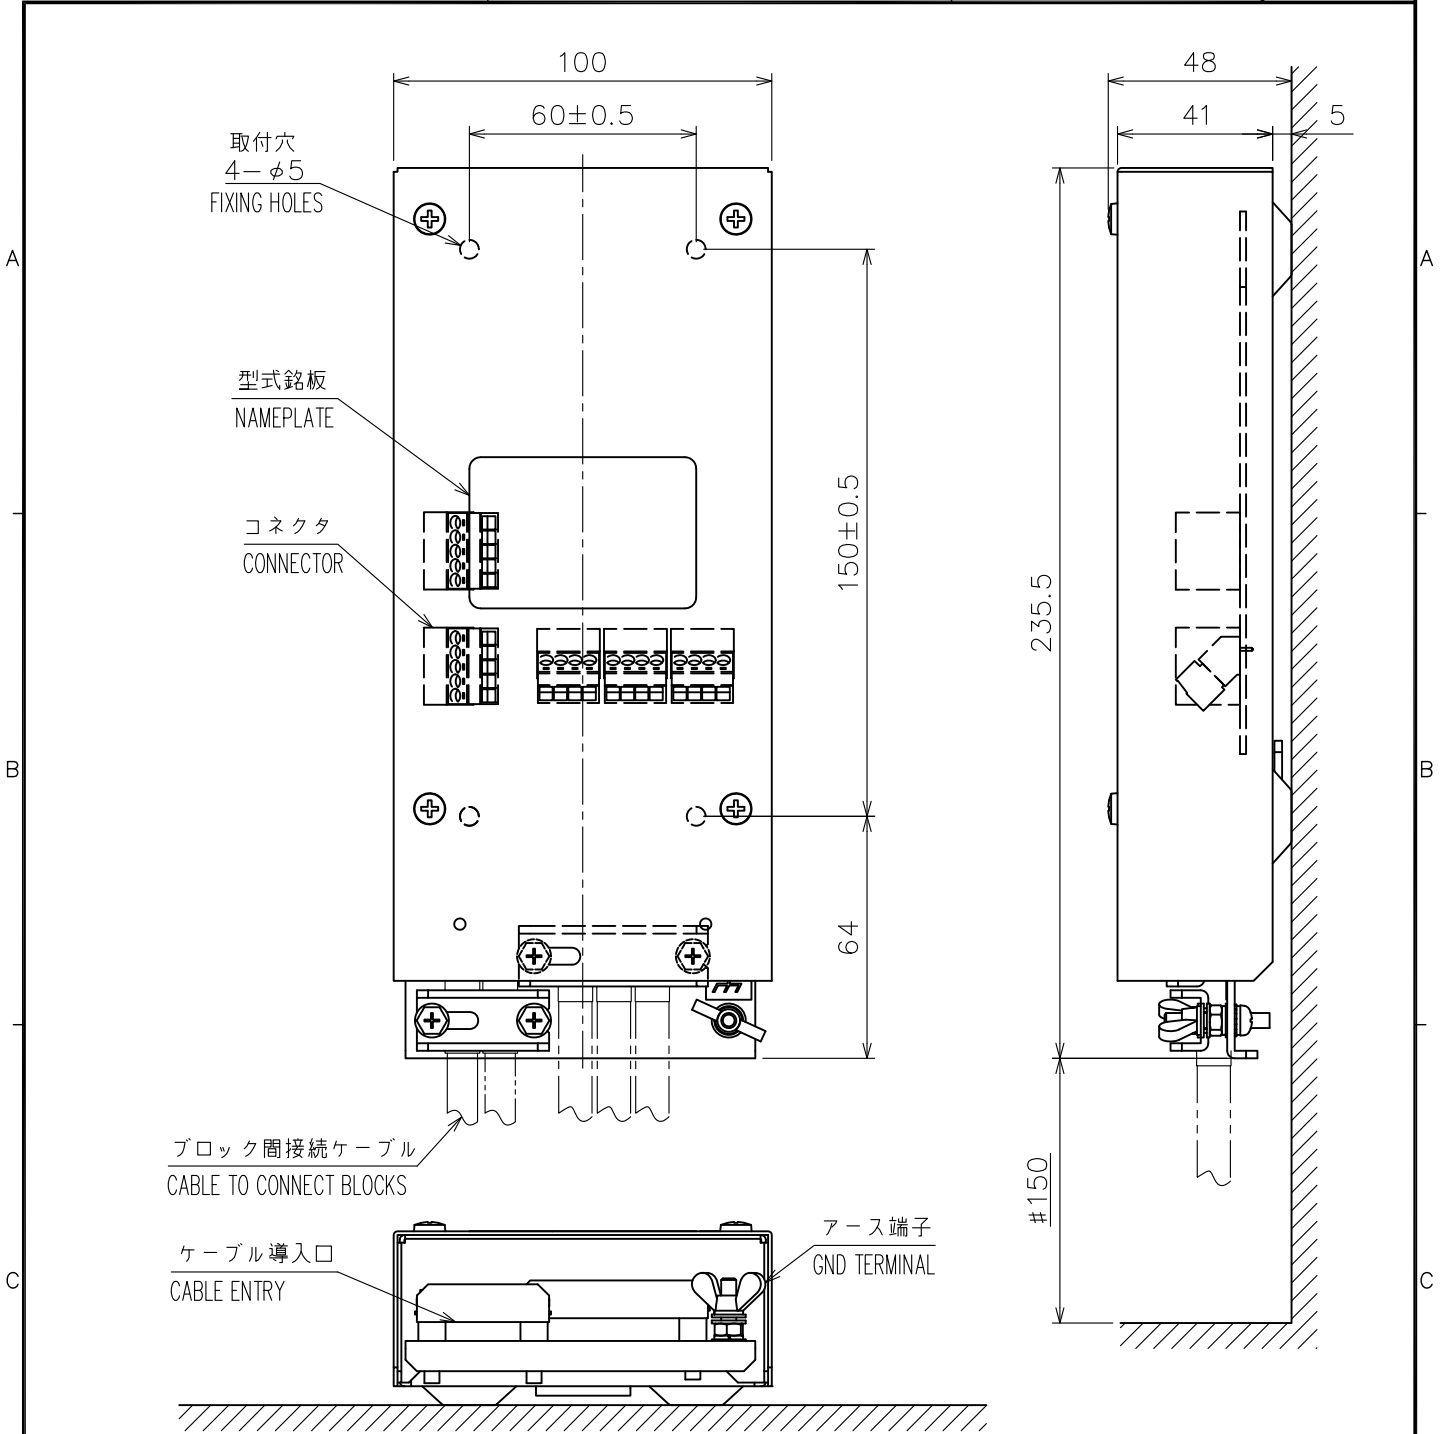 100
48
60±0.5
41
5
取付穴
4-φ5
FIXING HOLES
A
A
型式銘板
NAMEPLATE
コネクタ
CONNECTOR
150±0.5
235.5
B
B
64
ブロック間接続ケーブル
CABLE TO CONNECT BLOCKS
#150
アース端子
GND TERMINAL
ケーブル導入口
CABLE ENTRY
C
C